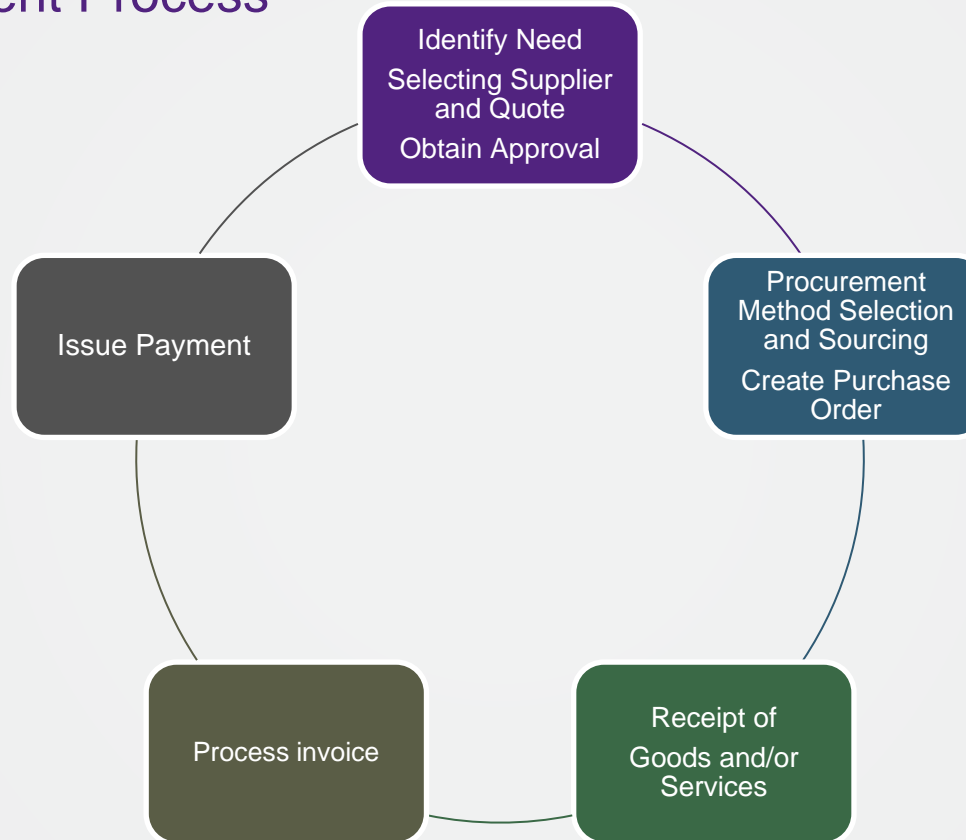 ent Process
Identify Need
Selecting Supplier
and Quote
Obtain Approval
Procurement
Method Selection
and Sourcing
Create Purchase
Order
Receipt of
Goods and/or
Services
Process invoice
Issue Payment